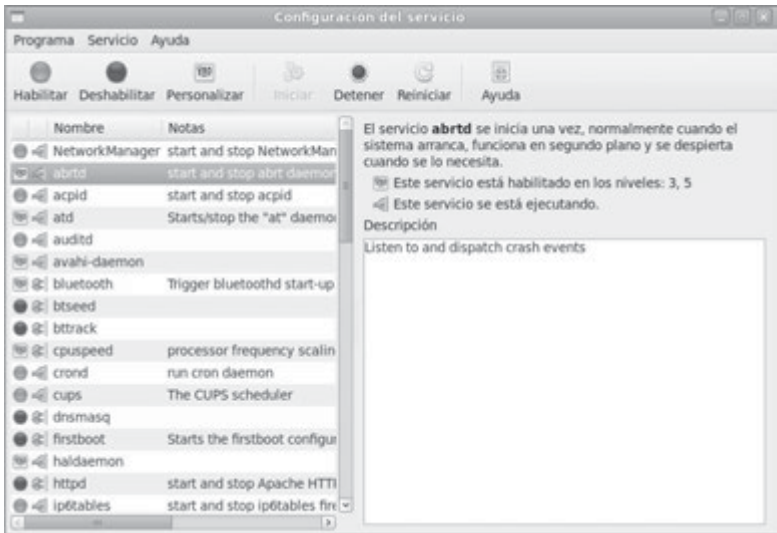 Configuración del servicio
Programa Servicio Ayuda
Habilitar Deshabilitar Personalizar Iniciar Detener Reiniciar Ayuda
Nombre Notas
NetworkManager start and stop NetworkMan
abrtd start and stop abrt daemon
acpid start and stop acpid
atd Starts/stop the "at" daemo
auditd
avahi-daemon
bluetooth Trigger bluetoothd start-up
btseed
bttrack
cpuspeed processor frequency scalin
crond run cron daemon
cups The CUPS scheduler
dnsmasq
firstboot Starts the firstboot configur
haldaemon
httpd start and stop Apache HTTI
ip6tables start and stop ip6tables fire
El servicio abrtd se inicia una vez, normalmente cuando el
sistema arranca, funciona en segundo plano y se despierta
cuando se lo necesita.
Este servicio está habilitado en los niveles: 3, 5
Este servicio se está ejecutando.
Descripción
Listen to and dispatch crash events